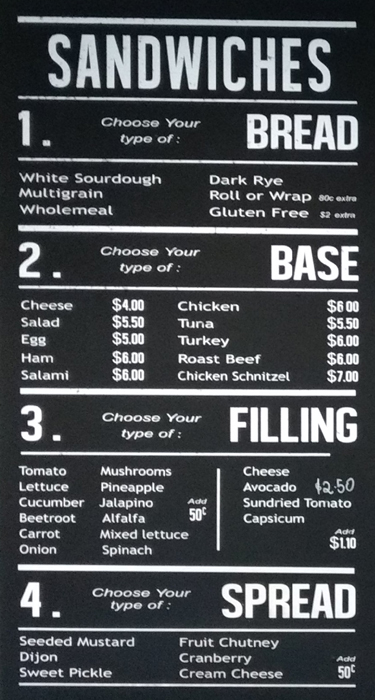 SANDWICHES
1. Choose Your type of: BREAD
White Sourdough Dark Rye
Multigrain Roll or Wrap 80c extra
Wholemeal Gluten Free $2 extra
2. Choose Your type of: BASE
Cheese $4.00 Chicken $6 00
Salad $5.50 Tuna $5.50
Egg $5.00 Turkey $6.00
Ham $6.00 Roast Beef $6.00
Salami $6.00 Chicken Schnitzel $7.00
3. Choose Your type of: FILLING
Tomato Mushrooms Cheese
Lettuce Pineapple Avocado $2.50
Cucumber Jalapino Add 50c Sundried Tomato
Beetroot Alfalfa Capsicum
Carrot Mixed lettuce Add
Onion Spinach $1.10
4. Choose Your type of: SPREAD
Seeded Mustard Fruit Chutney
Dijon Cranberry Add
Sweet Pickle Cream Cheese 50c